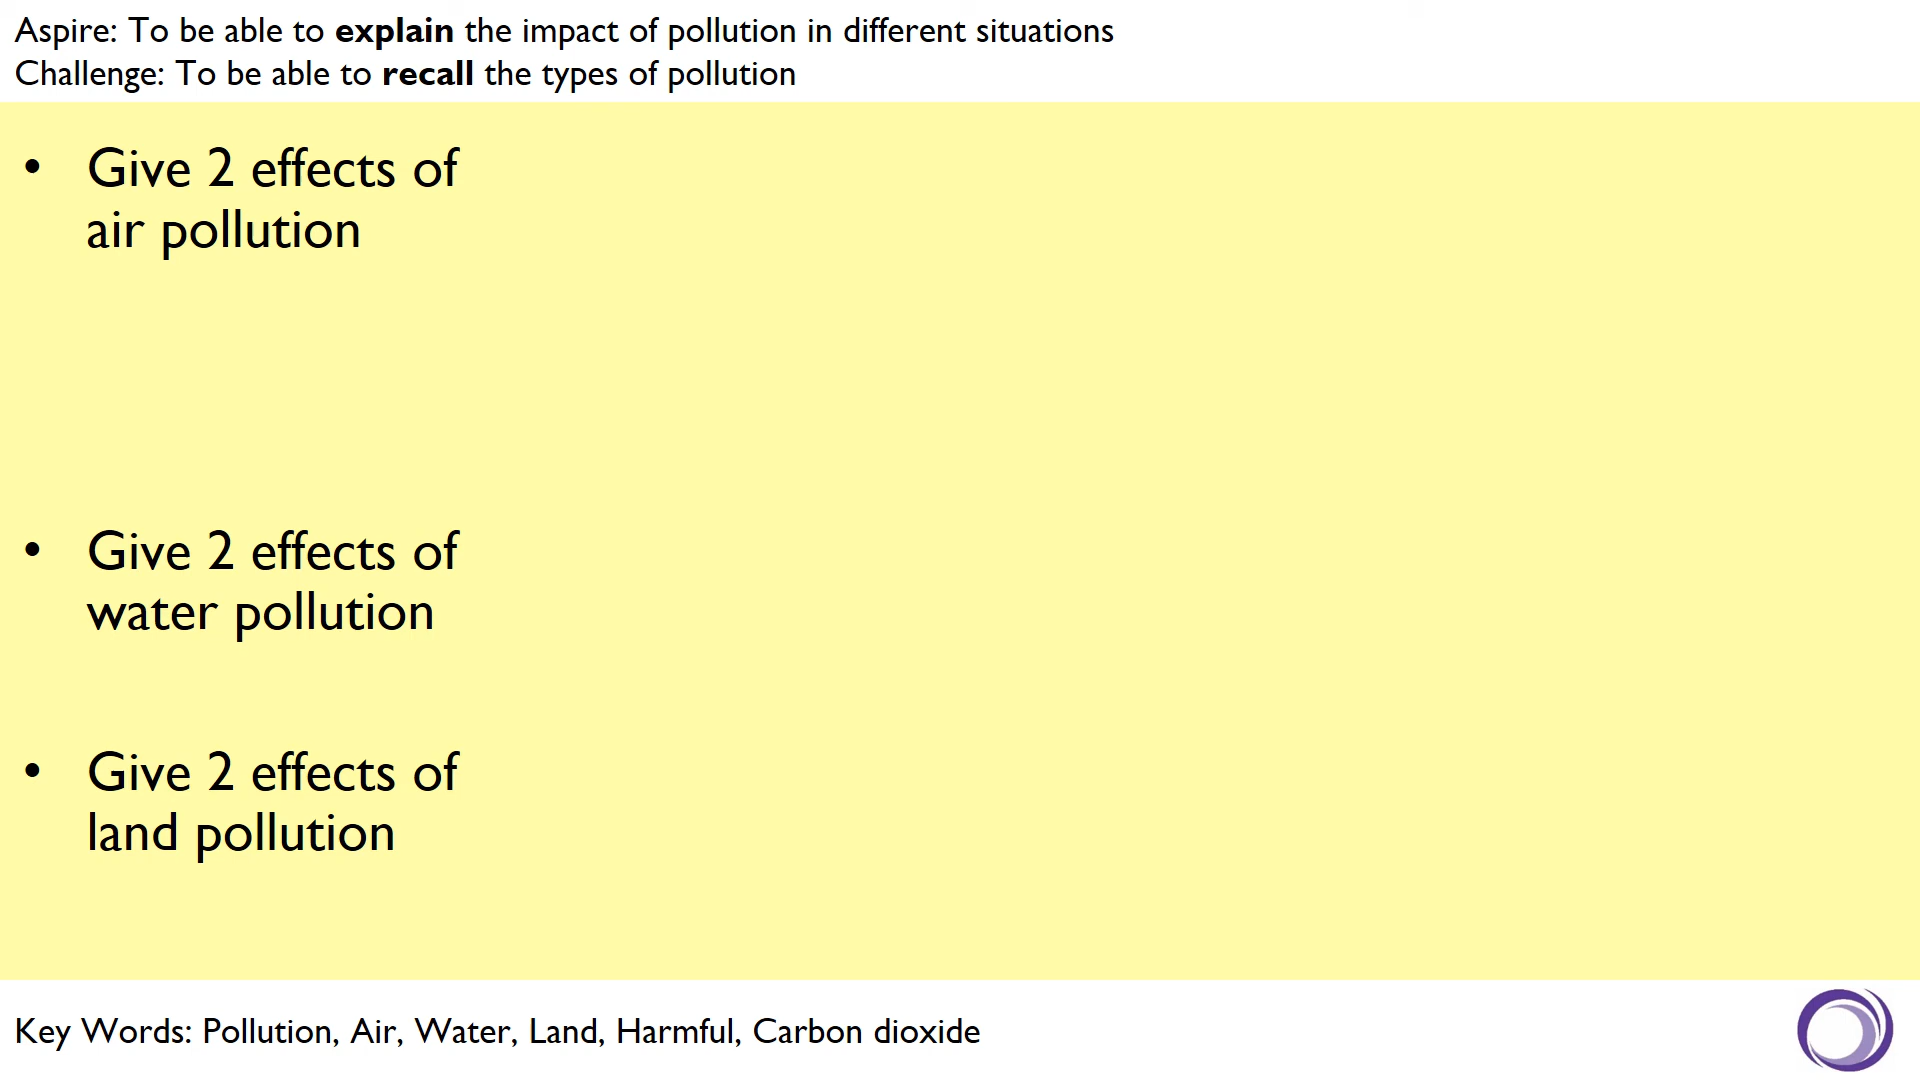 Aspire: To be able to explain the impact of pollution in different situations
Challenge: To be able to recall the types of pollution
• Give 2 effects of
air pollution
• Give 2 effects of
water pollution
• Give 2 effects of
land pollution
Key Words: Pollution, Air, Water, Land, Harmful, Carbon dioxide